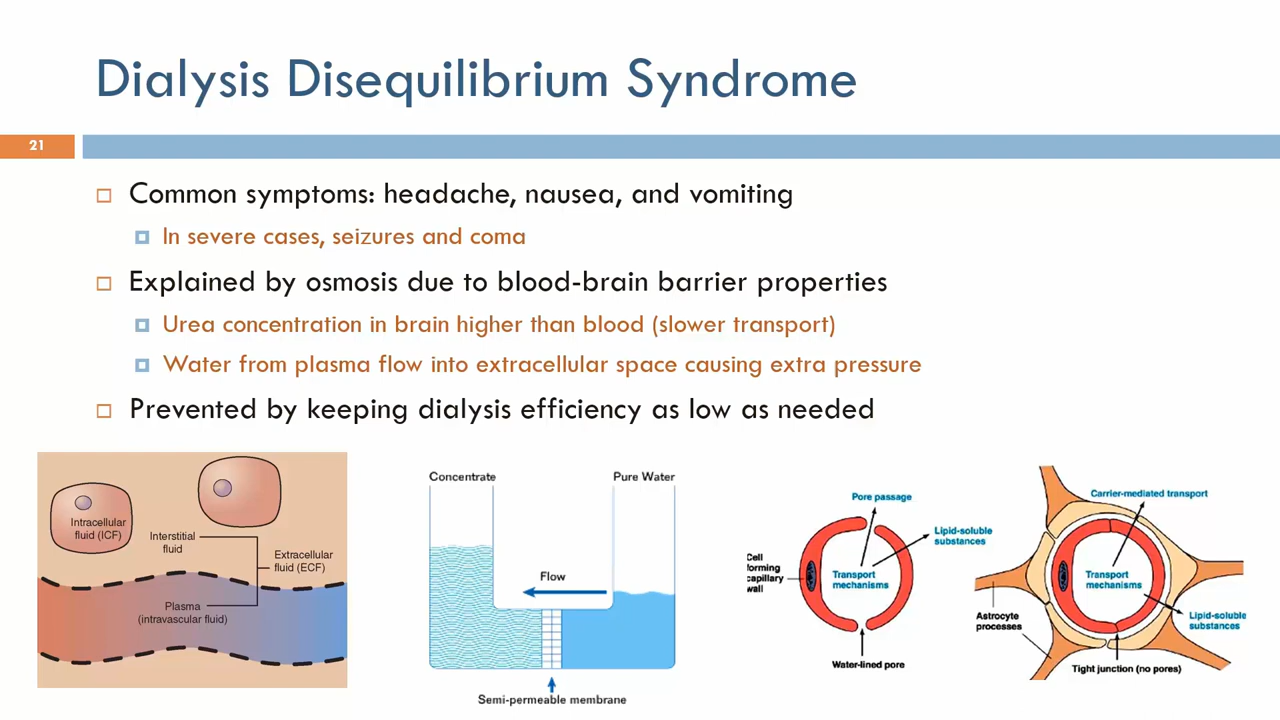 Dialysis Disequilibrium Syndrome
21
Common symptoms: headache, nausea, and vomiting
In severe cases, seizures and coma
Explained by osmosis due to blood-brain barrier properties
Urea concentration in brain higher than blood (slower transport)
Water from plasma flow into extracellular space causing extra pressure
Prevented by keeping dialysis efficiency as low as needed
Intracellular
fluid (ICF)
Interstitial
fluid
Extracellular
fluid (ECF)
Plasma
(intravascular fluid)
Concentrate
Pure Water
Flow
Semi-permeable membrane
Pore passage
Lipid-soluble
substances
Cell
forming
capillary
wall
Transport
mechanisms
Water-lined pore
Carrier-mediated transport
Transport
mechanisms
Astrocyte
processes
Lipid-soluble
substances
Tight junction (no pores)